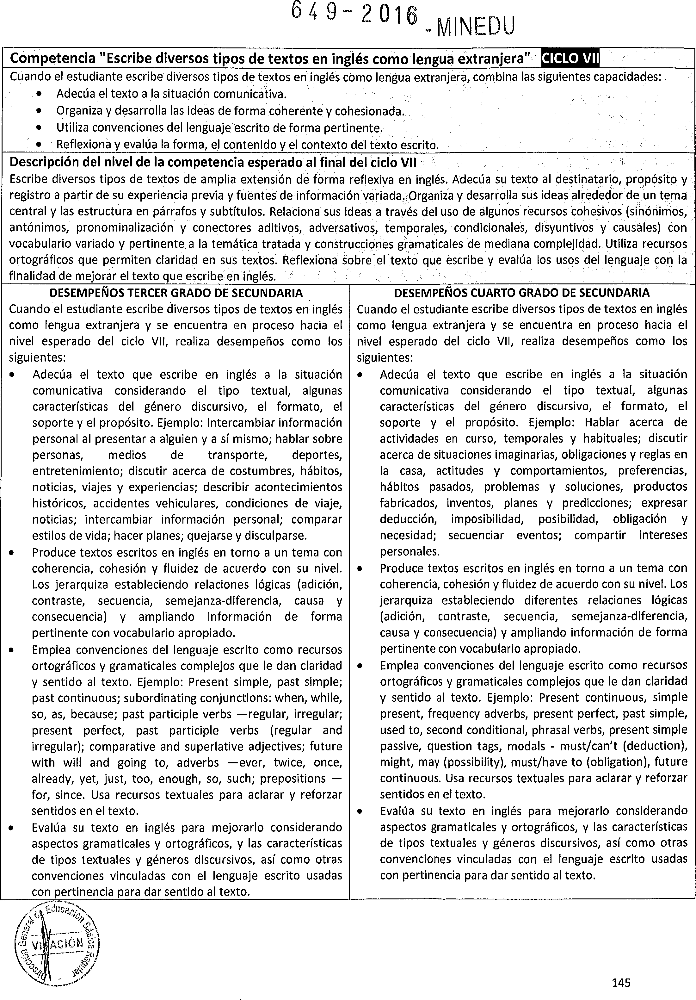 649-2016
-MINEDU
Competencia "Escribe diversos tipos de textos en inglés como lengua extranjera" CICLO VII
Cuando el estudiante escribe diversos tipos de textos en inglés como lengua extranjera, combina las siguientes capacidades:
• Adecúa el texto a la situación comunicativa.
• Organiza y desarrolla las ideas de forma coherente y cohesionada.
• Utiliza convenciones del lenguaje escrito de forma pertinente.
• Reflexiona y evalúa la forma, el contenido y el contexto del texto escrito.
Descripción del nivel de la competencia esperado al final del ciclo VII
Escribe diversos tipos de textos de amplia extensión de forma reflexiva en inglés. Adecúa su texto al destinatario, propósito y
registro a partir de su experiencia previa y fuentes de información variada. Organiza y desarrolla sus ideas alrededor de un tema
central y las estructura en párrafos y subtítulos. Relaciona sus ideas a través del uso de algunos recursos cohesivos (sinónimos,
antónimos, pronominalización y conectores aditivos, adversativos, temporales, condicionales, disyuntivos y causales) con
vocabulario variado y pertinente a la temática tratada y construcciones gramaticales de mediana complejidad. Utiliza recursos
ortográficos que permiten claridad en sus textos. Reflexiona sobre el texto que escribe y evalúa los usos del lenguaje con la
finalidad de mejorar el texto que escribe en inglés.
DESEMPEÑOS TERCER GRADO DE SECUNDARIA
Cuando el estudiante escribe diversos tipos de textos en inglés
como lengua extranjera y se encuentra en proceso hacia el
nivel esperado del ciclo VII, realiza desempeños como los
siguientes:
• Adecúa el texto que escribe en inglés a la situación
comunicativa considerando el tipo textual, algunas
características del género discursivo, el formato, el
soporte y el propósito. Ejemplo: Intercambiar información
personal al presentar a alguien y a sí mismo; hablar sobre
personas, medios de transporte, deportes,
entretenimiento; discutir acerca de costumbres, hábitos,
noticias, viajes y experiencias; describir acontecimientos
históricos, accidentes vehiculares, condiciones de viaje,
noticias; intercambiar información personal; comparar
estilos de vida; hacer planes; quejarse y disculparse.
• Produce textos escritos en inglés en torno a un tema con
coherencia, cohesión y fluidez de acuerdo con su nivel.
Los jerarquiza estableciendo relaciones lógicas (adición,
contraste, secuencia, semejanza-diferencia, causa y
consecuencia) y ampliando información de forma
pertinente con vocabulario apropiado.
• Emplea convenciones del lenguaje escrito como recursos
ortográficos y gramaticales complejos que le dan claridad
y sentido al texto. Ejemplo: Present simple, past simple;
past continuous; subordinating conjunctions: when, while,
so, as, because; past participle verbs —regular, irregular;
present perfect, past participle verbs (regular and
irregular); comparative and superlative adjectives; future
with will and going to, adverbs —ever, twice, once,
already, yet, just, too, enough, so, such; prepositions —
for, since. Usa recursos textuales para aclarar y reforzar
sentidos en el texto.
• Evalúa su texto en inglés para mejorarlo considerando
aspectos gramaticales y ortográficos, y las características
de tipos textuales y géneros discursivos, así como otras
convenciones vinculadas con el lenguaje escrito usadas
con pertinencia para dar sentido al texto.
DESEMPEÑOS CUARTO GRADO DE SECUNDARIA
Cuando el estudiante escribe diversos tipos de textos en inglés
como lengua extranjera y se encuentra en proceso hacia el
nivel esperado del ciclo VII, realiza desempeños como los
siguientes:
• Adecúa el texto que escribe en inglés a la situación
comunicativa considerando el tipo textual, algunas
características del género discursivo, el formato, el
soporte y el propósito. Ejemplo: Hablar acerca de
actividades en curso, temporales y habituales; discutir
acerca de situaciones imaginarias, obligaciones y reglas en
la casa, actitudes y comportamientos, preferencias,
hábitos pasados, problemas y soluciones, productos
fabricados, inventos, planes y predicciones; expresar
deducción, imposibilidad, posibilidad, obligación y
necesidad; secuenciar eventos; compartir intereses
personales.
• Produce textos escritos en inglés en torno a un tema con
coherencia, cohesión y fluidez de acuerdo con su nivel. Los
jerarquiza estableciendo diferentes relaciones lógicas
(adición, contraste, secuencia, semejanza-diferencia,
causa y consecuencia) y ampliando información de forma
pertinente con vocabulario apropiado.
• Emplea convenciones del lenguaje escrito como recursos
ortográficos y gramaticales complejos que le dan claridad
y sentido al texto. Ejemplo: Present continuous, simple
present, frequency adverbs, present perfect, past simple,
used to, second conditional, phrasal verbs, present simple
passive, question tags, modals - must/can't (deduction),
might, may (possibility), must/have to (obligation), future
continuous. Usa recursos textuales para aclarar y reforzar
sentidos en el texto.
• Evalúa su texto en inglés para mejorarlo considerando
aspectos gramaticales y ortográficos, y las características
de tipos textuales y géneros discursivos, así como otras
convenciones vinculadas con el lenguaje escrito usadas
con pertinencia para dar sentido al texto.
Dirección General de Educación Básica Regular
VISACIÓN
145